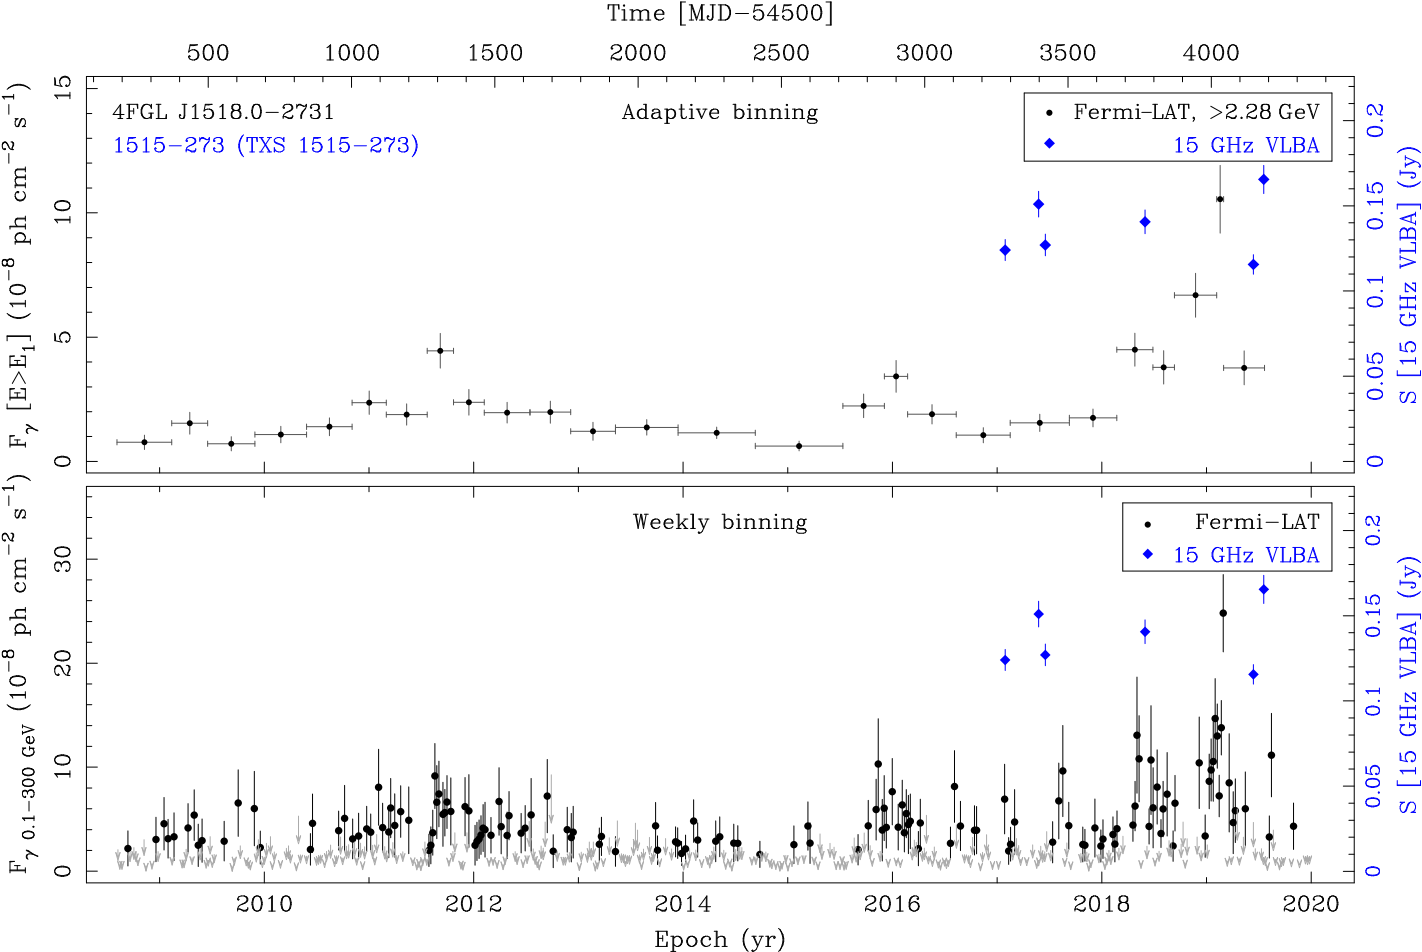 Time [MJD−54500]
500 1000 1500 2000 2500 3000 3500 4000
4FGL J1518.0−2731
1515−273 (TXS 1515−273)
Adaptive binning
Fermi−LAT, >2.28 GeV
15 GHz VLBA
F_γ [E>E_1] (10^−8 ph cm^−2 s^−1)
15
10
5
0
S [15 GHz VLBA] (Jy)
0.2
0.15
0.1
0.05
0
Weekly binning
Fermi−LAT
15 GHz VLBA
F_γ 0.1−300 GeV (10^−8 ph cm^−2 s^−1)
30
20
10
0
S [15 GHz VLBA] (Jy)
0.2
0.15
0.1
0.05
0
2010 2012 2014 2016 2018 2020
Epoch (yr)